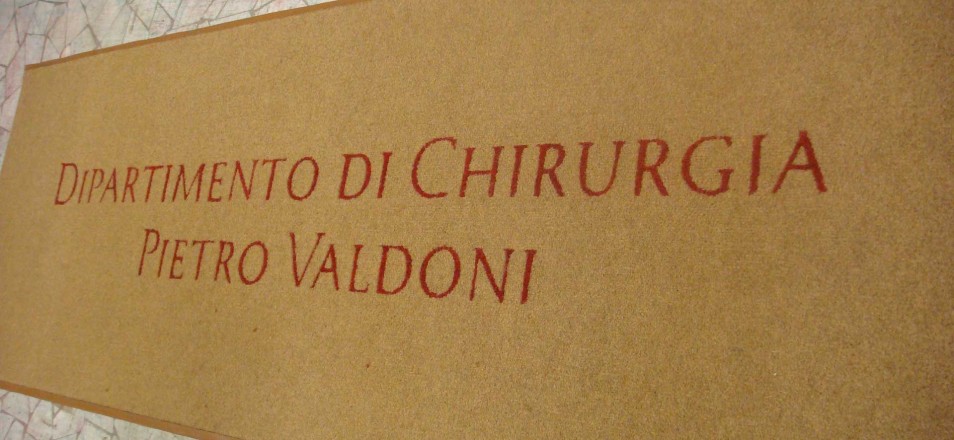 Dipartimento di Chirurgia
Pietro Valdoni